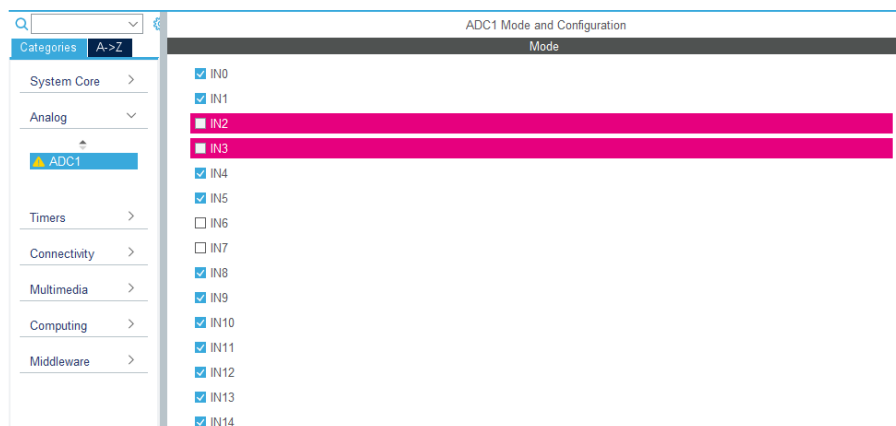 ADC1 Mode and Configuration
Categories A->Z
Mode
System Core
Analog
ADC1
Timers
Connectivity
Multimedia
Computing
Middleware
IN0
IN1
IN2
IN3
IN4
IN5
IN6
IN7
IN8
IN9
IN10
IN11
IN12
IN13
IN14